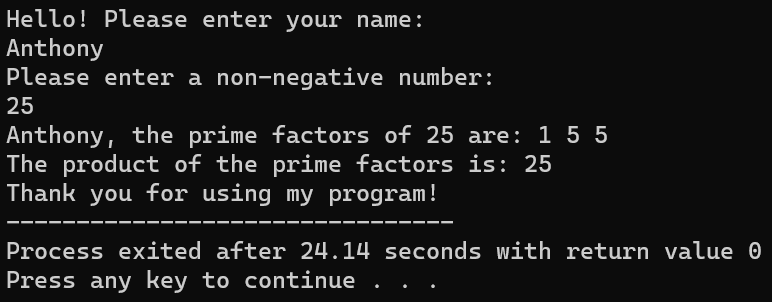 Hello! Please enter your name:
Anthony
Please enter a non-negative number:
25
Anthony, the prime factors of 25 are: 1 5 5
The product of the prime factors is: 25
Thank you for using my program!
--------------------------------
Process exited after 24.14 seconds with return value 0
Press any key to continue . . .